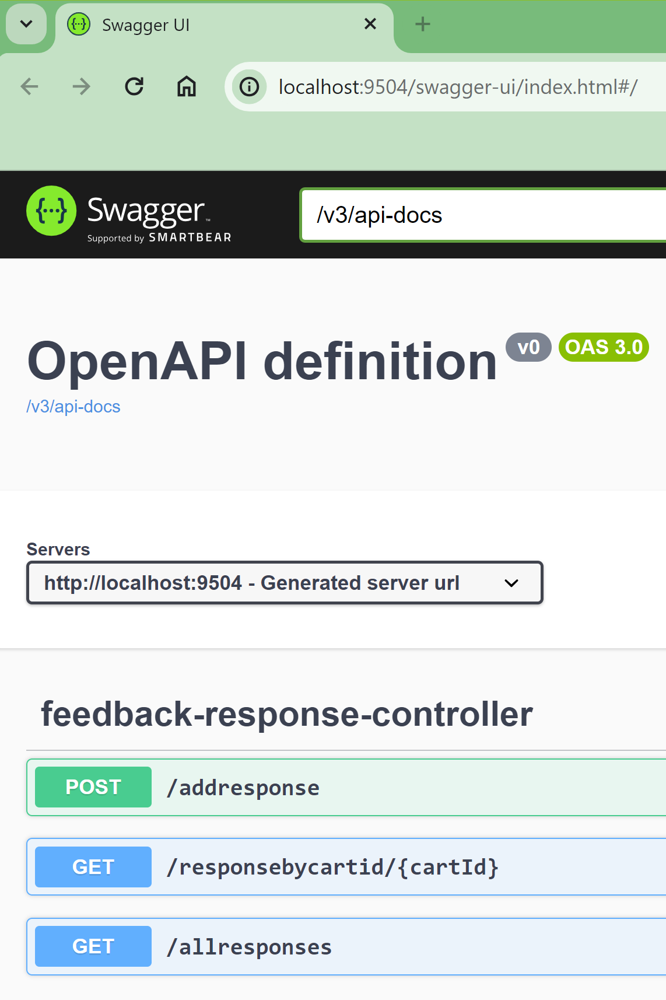 Swagger UI
localhost:9504/swagger-ui/index.html#/
{···} Swagger™
Supported by SMARTBEAR
/v3/api-docs
OpenAPI definition v0 OAS 3.0
/v3/api-docs
Servers
http://localhost:9504 - Generated server url
feedback-response-controller
POST /addresponse
GET /responsebycartid/{cartId}
GET /allresponses